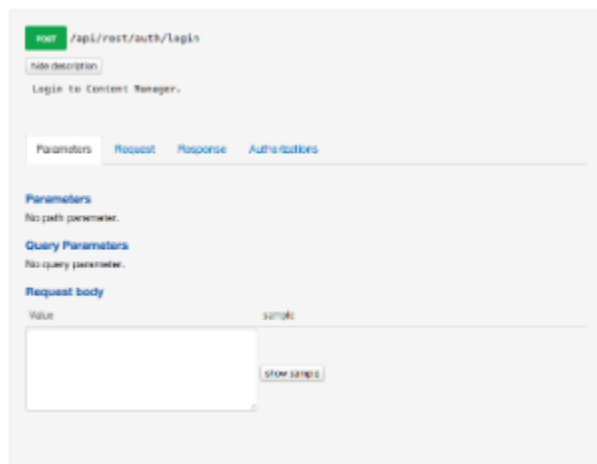 POST /api/rest/auth/login
hide description
Login to Content Manager.
Parameters Request Response Authorizations
Parameters
No path parameter.
Query Parameters
No query parameter.
Request body
Value sample
show sample